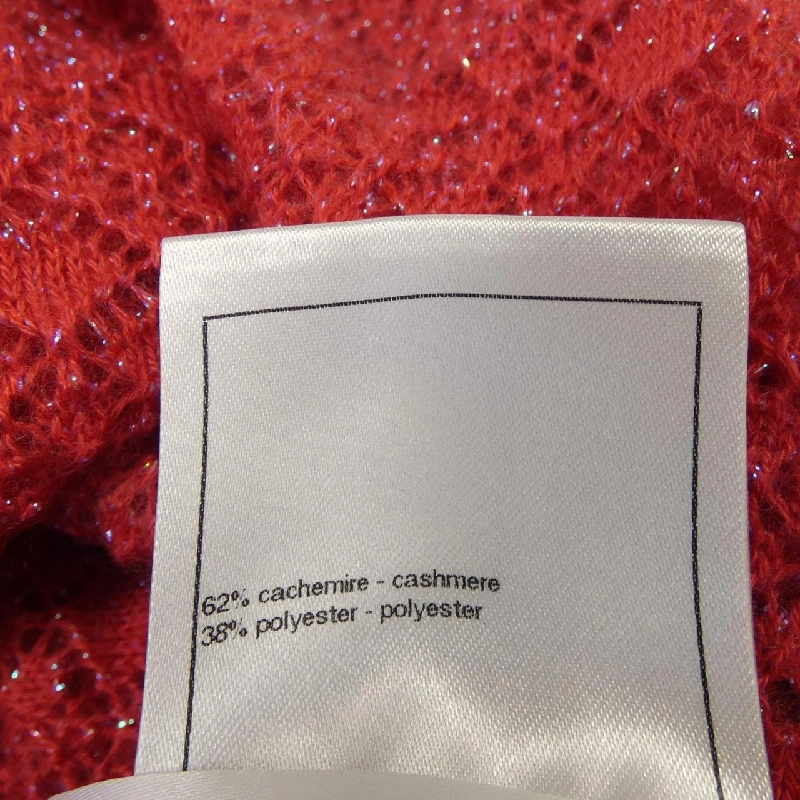 62% cachemire - cashmere
38% polyester - polyester